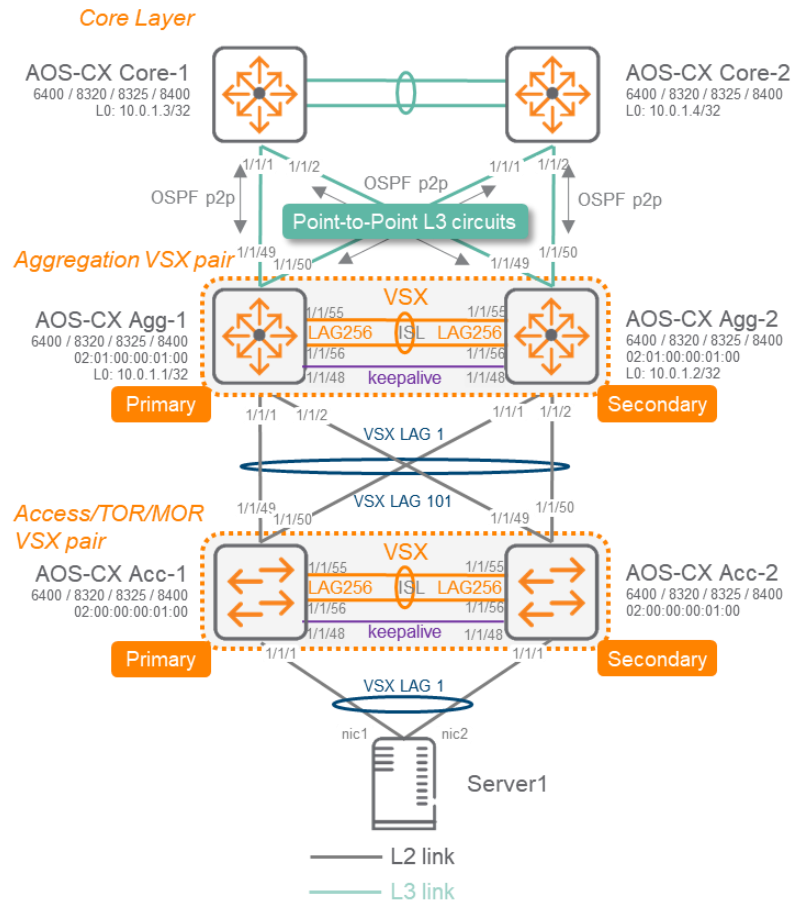 Core Layer
AOS-CX Core-1
6400 / 8320 / 8325 / 8400
L0: 10.0.1.3/32
AOS-CX Core-2
6400 / 8320 / 8325 / 8400
L0: 10.0.1.4/32
1/1/1
1/1/2
1/1/1
1/1/2
OSPF p2p
OSPF p2p
OSPF p2p
Point-to-Point L3 circuits
1/1/49
1/1/50
1/1/49
1/1/50
Aggregation VSX pair
VSX
AOS-CX Agg-1
6400 / 8320 / 8325 / 8400
02:01:00:00:01:00
L0: 10.0.1.1/32
Primary
1/1/55
1/1/55
LAG256
ISL
LAG256
1/1/56
1/1/56
keepalive
1/1/48
1/1/48
AOS-CX Agg-2
6400 / 8320 / 8325 / 8400
02:01:00:00:01:00
L0: 10.0.1.2/32
Secondary
1/1/1
1/1/2
1/1/1
1/1/2
VSX LAG 1
VSX LAG 101
1/1/49
1/1/50
1/1/49
1/1/50
Access/TOR/MOR
VSX pair
VSX
AOS-CX Acc-1
6400 / 8320 / 8325 / 8400
02:00:00:00:01:00
Primary
1/1/55
1/1/55
LAG256
ISL
LAG256
1/1/56
1/1/56
keepalive
1/1/48
1/1/48
AOS-CX Acc-2
6400 / 8320 / 8325 / 8400
02:00:00:00:01:00
Secondary
1/1/1
1/1/1
VSX LAG 1
nic1
nic2
Server1
L2 link
L3 link